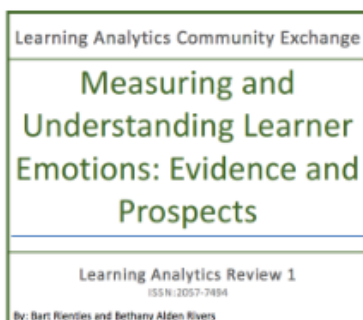 Learning Analytics Community Exchange
Measuring and
Understanding Learner
Emotions: Evidence and
Prospects
Learning Analytics Review 1
ISSN:2057-7494
By: Bart Rienties and Bethany Alden Rivers